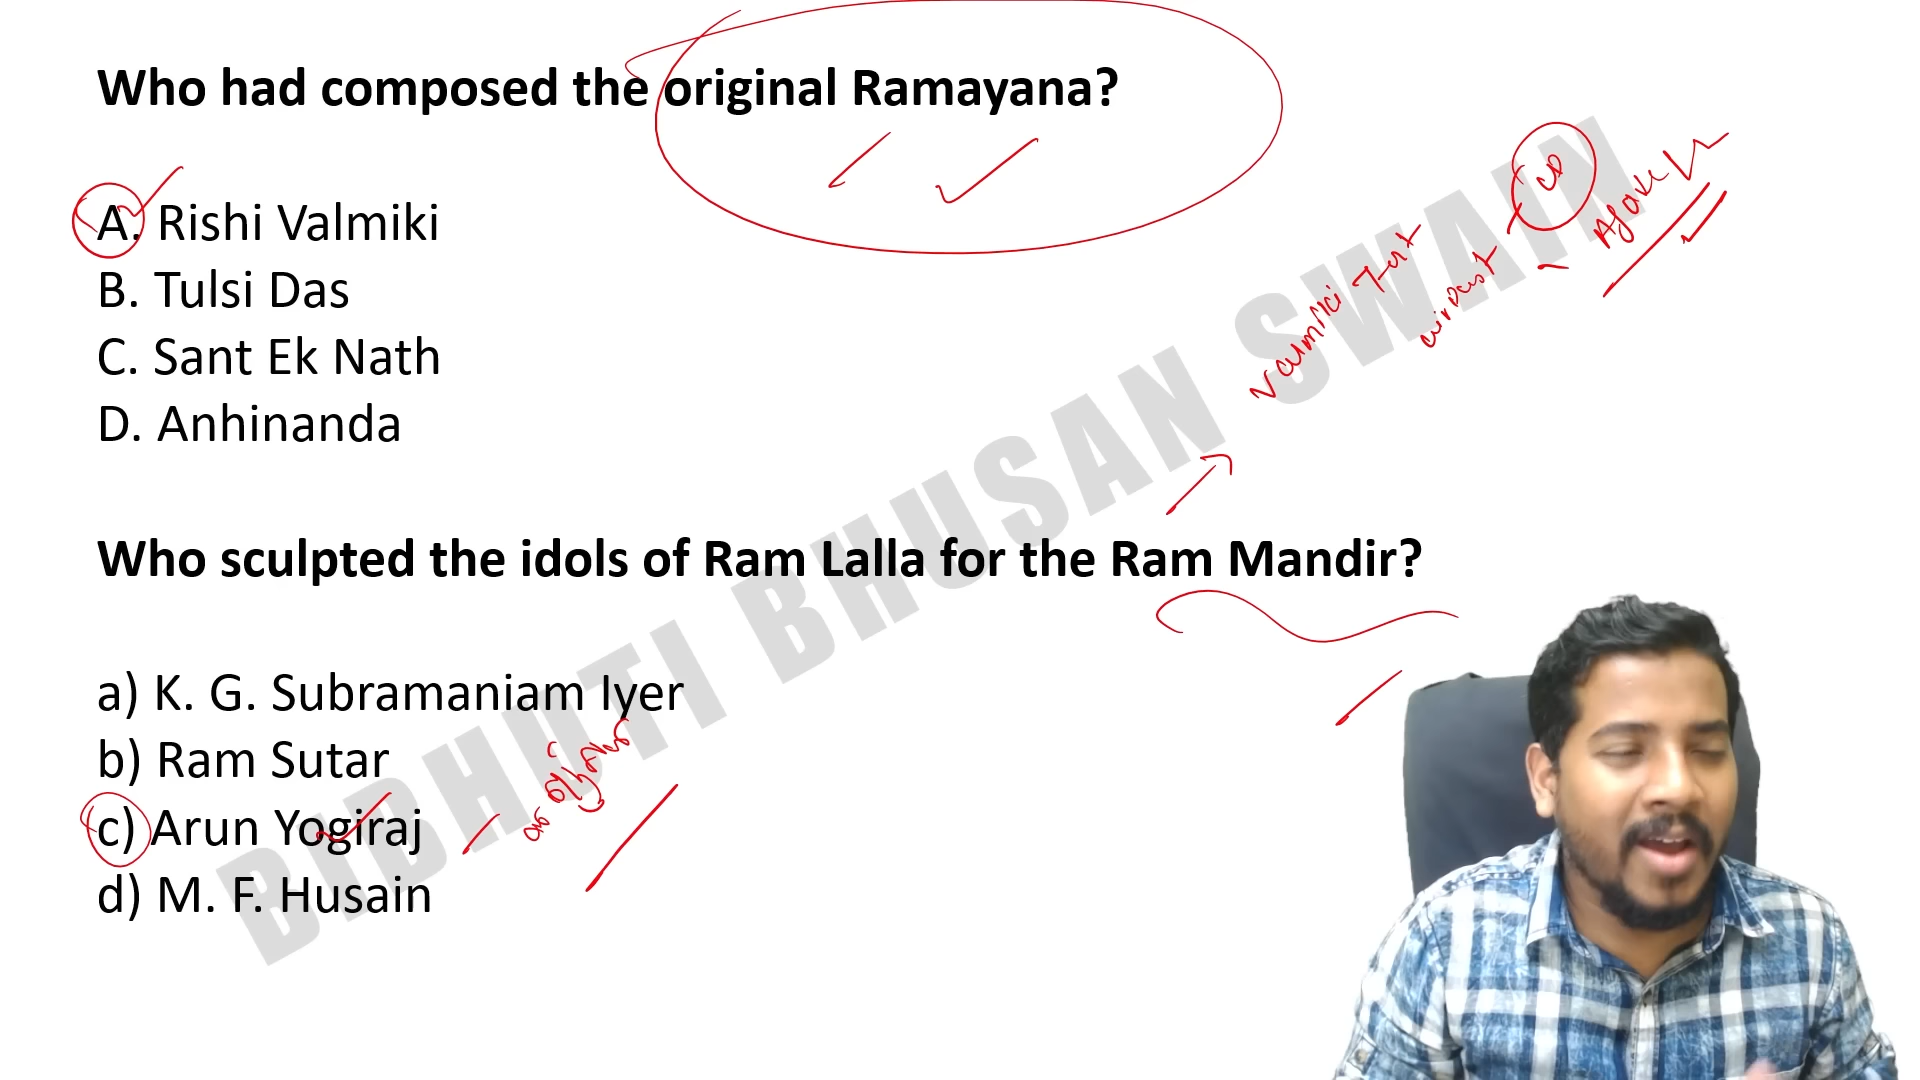 Who had composed the original Ramayana?
A. Rishi Valmiki
B. Tulsi Das
C. Sant Ek Nath
D. Anhinanda
Valmiki
Who sculpted the idols of Ram Lalla for the Ram Mandir?
a) K. G. Subramaniam Iyer
b) Ram Sutar
c) Arun Yogiraj
d) M. F. Husain
BIBHUTI BHUSAN SWAIN